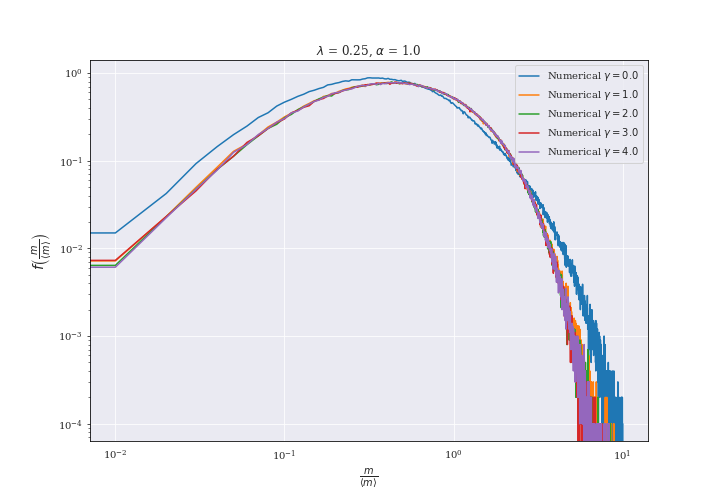 λ = 0.25, α = 1.0
10⁰
10⁻¹
10⁻²
10⁻³
10⁻⁴
f(m/⟨m⟩)
Numerical γ = 0.0
Numerical γ = 1.0
Numerical γ = 2.0
Numerical γ = 3.0
Numerical γ = 4.0
10⁻² 10⁻¹ 10⁰ 10¹
m/⟨m⟩